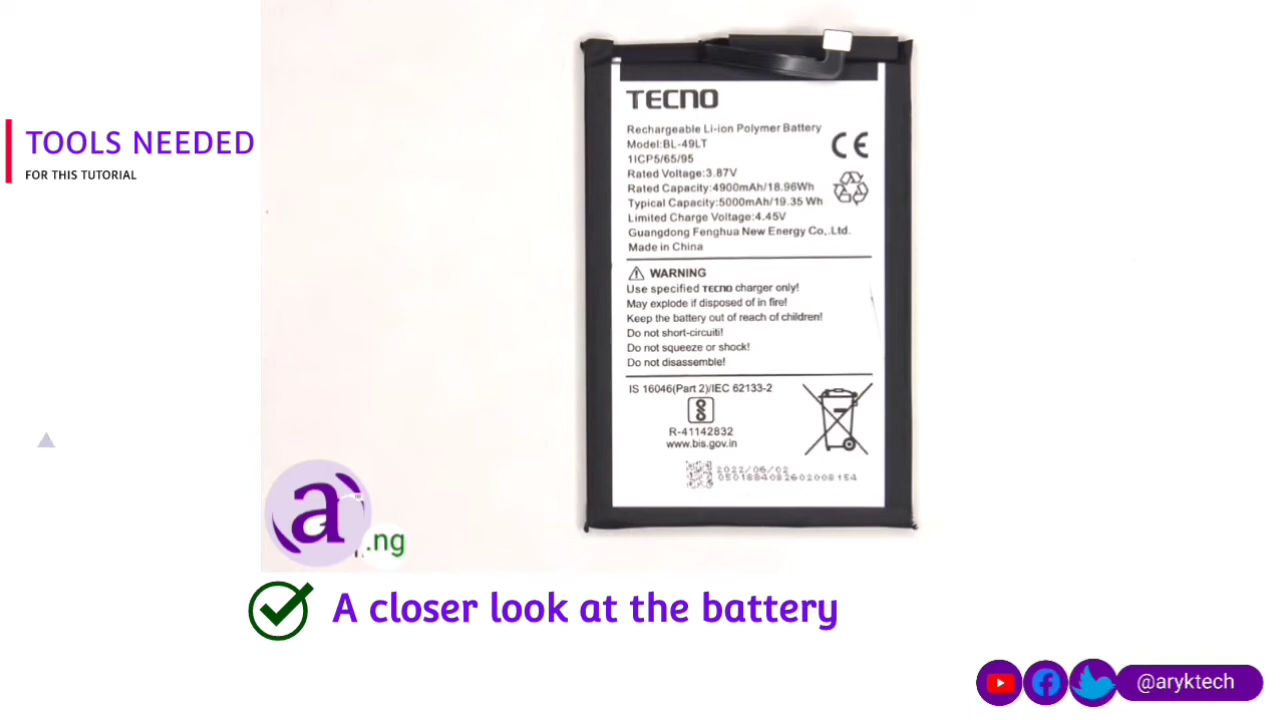 TOOLS NEEDED
FOR THIS TUTORIAL
TECNO
Rechargeable Li-ion Polymer Battery
Model:BL-49LT
1ICP5/65/95
Rated Voltage:3.87V
Rated Capacity:4900mAh/18.96Wh
Typical Capacity:5000mAh/19.35 Wh
Limited Charge Voltage:4.45V
Guangdong Fenghua New Energy Co,.Ltd.
Made in China
CE
WARNING
Use specified TECNO charger only!
May explode if disposed of in fire!
Keep the battery out of reach of children!
Do not short-circuiti!
Do not squeeze or shock!
Do not disassemble!
IS 16046(Part 2)/IEC 62133-2
R-41142832
www.bis.gov.in
2022/06/02
0501884082602008154
a
.ng
A closer look at the battery
@aryktech